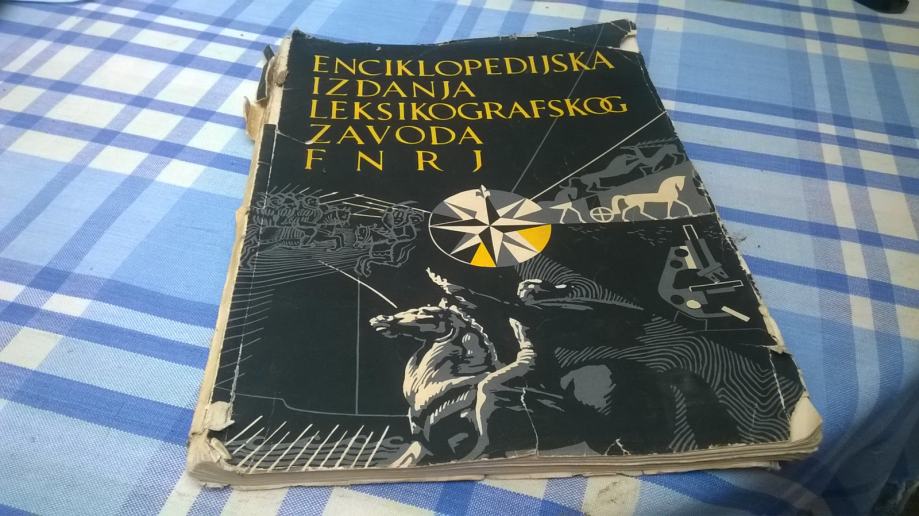 ENCIKLOPEDIJSKA
IZDANJA
LEKSIKOGRAFSKOG
ZAVODA
FNRJ